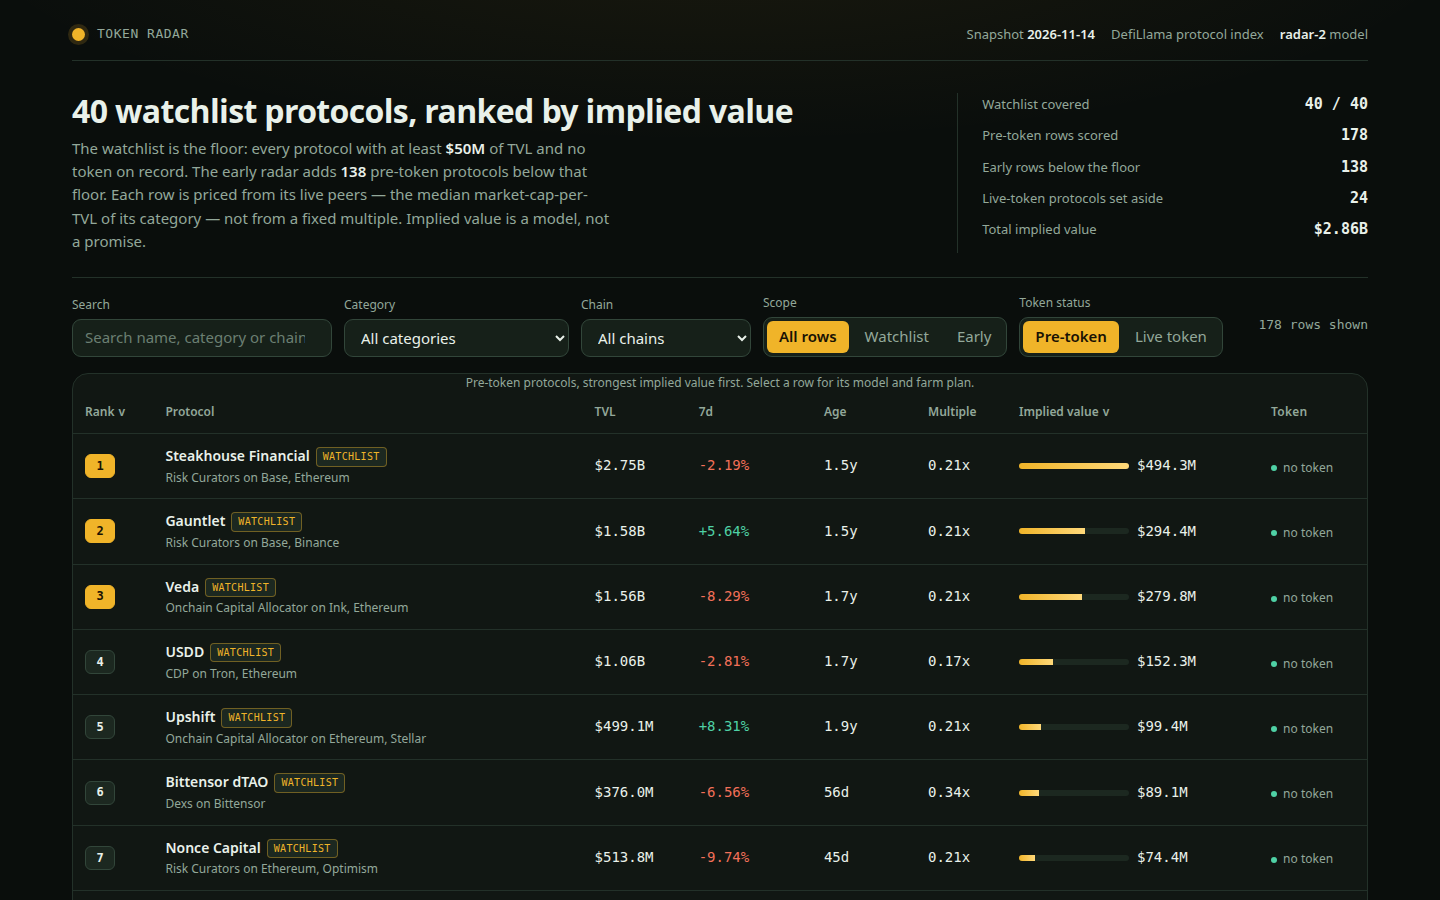 TOKEN RADAR
Snapshot 2026-11-14 DefiLlama protocol index radar-2 model
40 watchlist protocols, ranked by implied value
The watchlist is the floor: every protocol with at least $50M of TVL and no
token on record. The early radar adds 138 pre-token protocols below that
floor. Each row is priced from its live peers — the median market-cap-per-
TVL of its category — not from a fixed multiple. Implied value is a model, not
a promise.
Watchlist covered 40 / 40
Pre-token rows scored 178
Early rows below the floor 138
Live-token protocols set aside 24
Total implied value $2.86B
Search Category Chain Scope Token status
Search name, category or chain All categories All chains All rows Watchlist Early Pre-token Live token 178 rows shown
Pre-token protocols, strongest implied value first. Select a row for its model and farm plan.
Rank v Protocol TVL 7d Age Multiple Implied value v Token
1 Steakhouse Financial WATCHLIST $2.75B -2.19% 1.5y 0.21x $494.3M no token
Risk Curators on Base, Ethereum
2 Gauntlet WATCHLIST $1.58B +5.64% 1.5y 0.21x $294.4M no token
Risk Curators on Base, Binance
3 Veda WATCHLIST $1.56B -8.29% 1.7y 0.21x $279.8M no token
Onchain Capital Allocator on Ink, Ethereum
4 USDD WATCHLIST $1.06B -2.81% 1.7y 0.17x $152.3M no token
CDP on Tron, Ethereum
5 Upshift WATCHLIST $499.1M +8.31% 1.9y 0.21x $99.4M no token
Onchain Capital Allocator on Ethereum, Stellar
6 Bittensor dTAO WATCHLIST $376.0M -6.56% 56d 0.34x $89.1M no token
Dexs on Bittensor
7 Nonce Capital WATCHLIST $513.8M -9.74% 45d 0.21x $74.4M no token
Risk Curators on Ethereum, Optimism